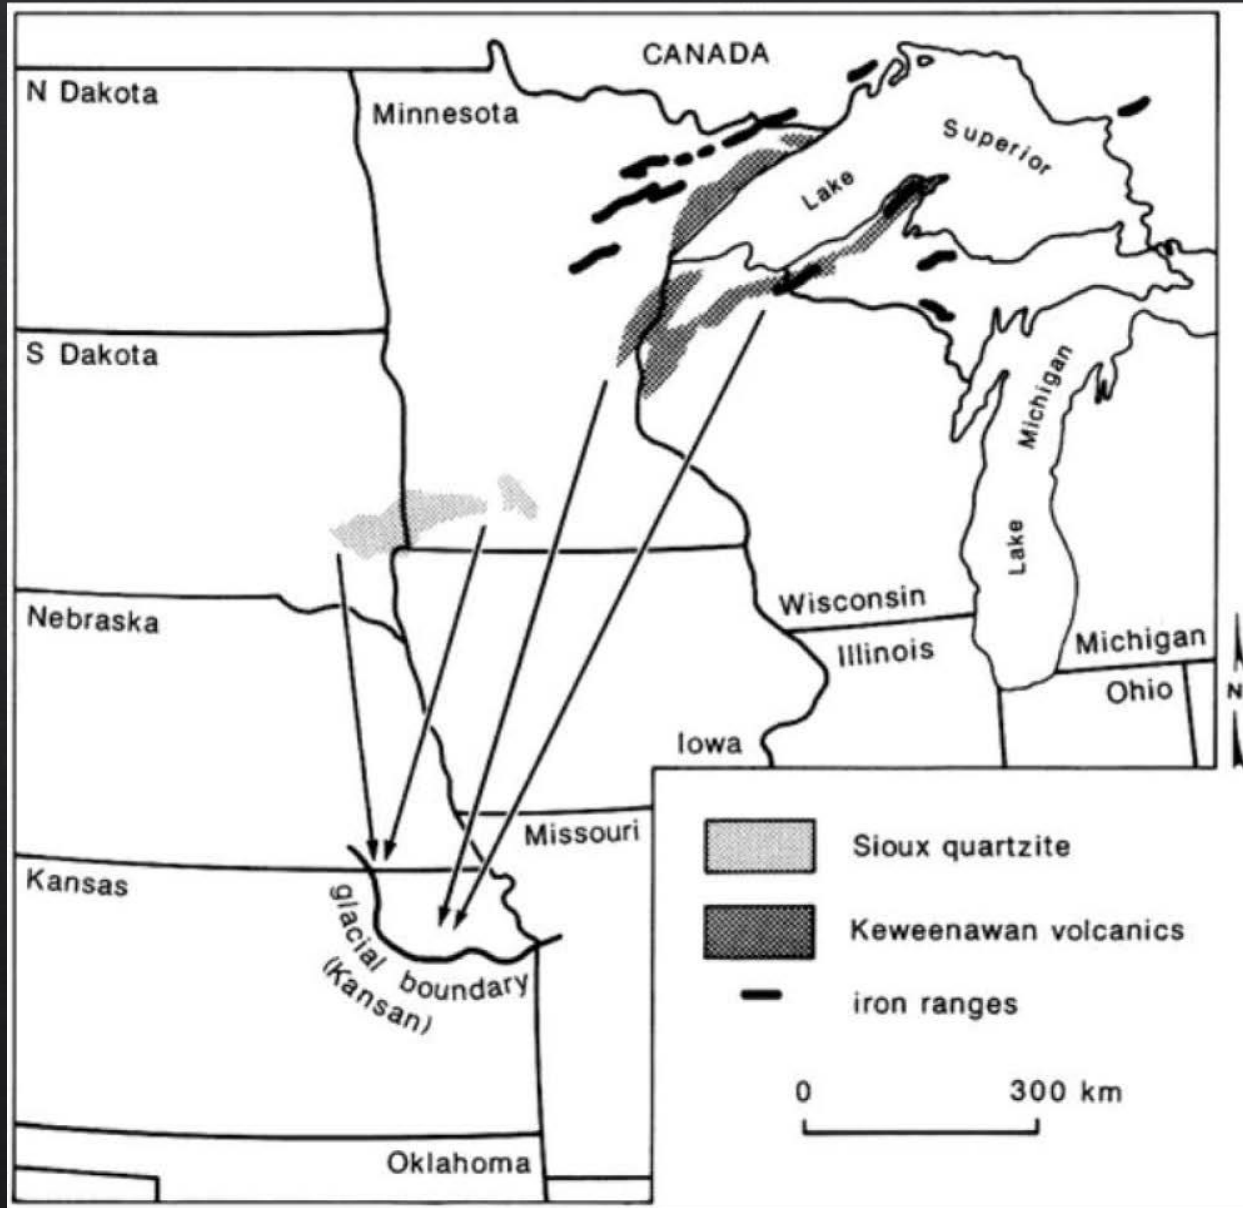 CANADA
N Dakota
Minnesota
Lake Superior
S Dakota
Lake Michigan
Nebraska
Wisconsin
Illinois
Michigan
Ohio
N
Iowa
Missouri
Kansas
glacial boundary
(Kansan)
Oklahoma
Sioux quartzite
Keweenawan volcanics
iron ranges
0 300 km